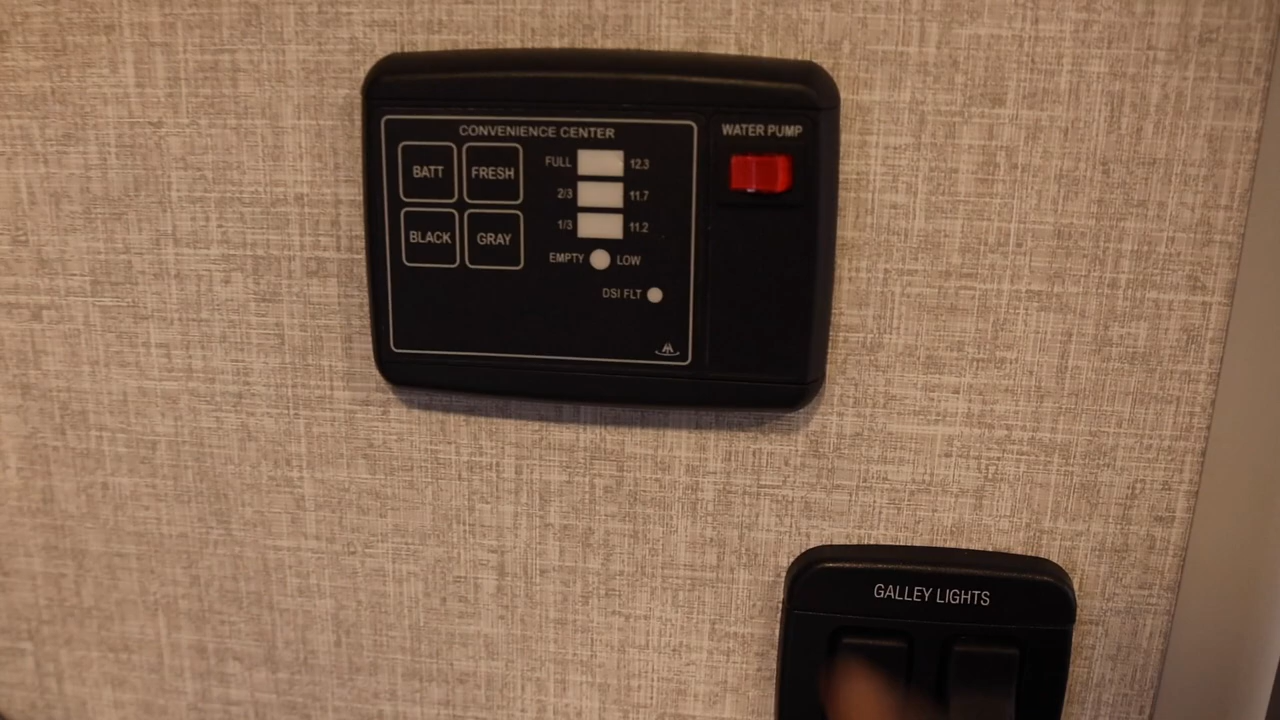 CONVENIENCE CENTER
WATER PUMP
BATT FRESH
BLACK GRAY
FULL 12.3
2/3 11.7
1/3 11.2
EMPTY LOW
DSI FLT
GALLEY LIGHTS